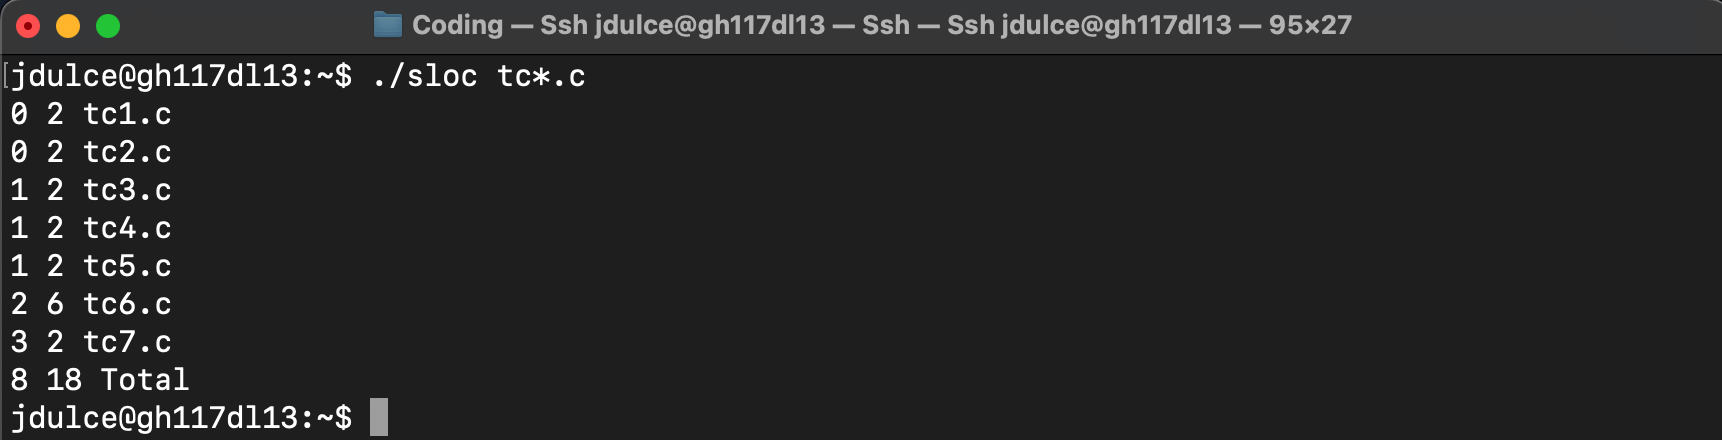 Coding — Ssh jdulce@gh117dl13 — Ssh — Ssh jdulce@gh117dl13 — 95×27
[jdulce@gh117dl13:~$ ./sloc tc*.c
0 2 tc1.c
0 2 tc2.c
1 2 tc3.c
1 2 tc4.c
1 2 tc5.c
2 6 tc6.c
3 2 tc7.c
8 18 Total
jdulce@gh117dl13:~$